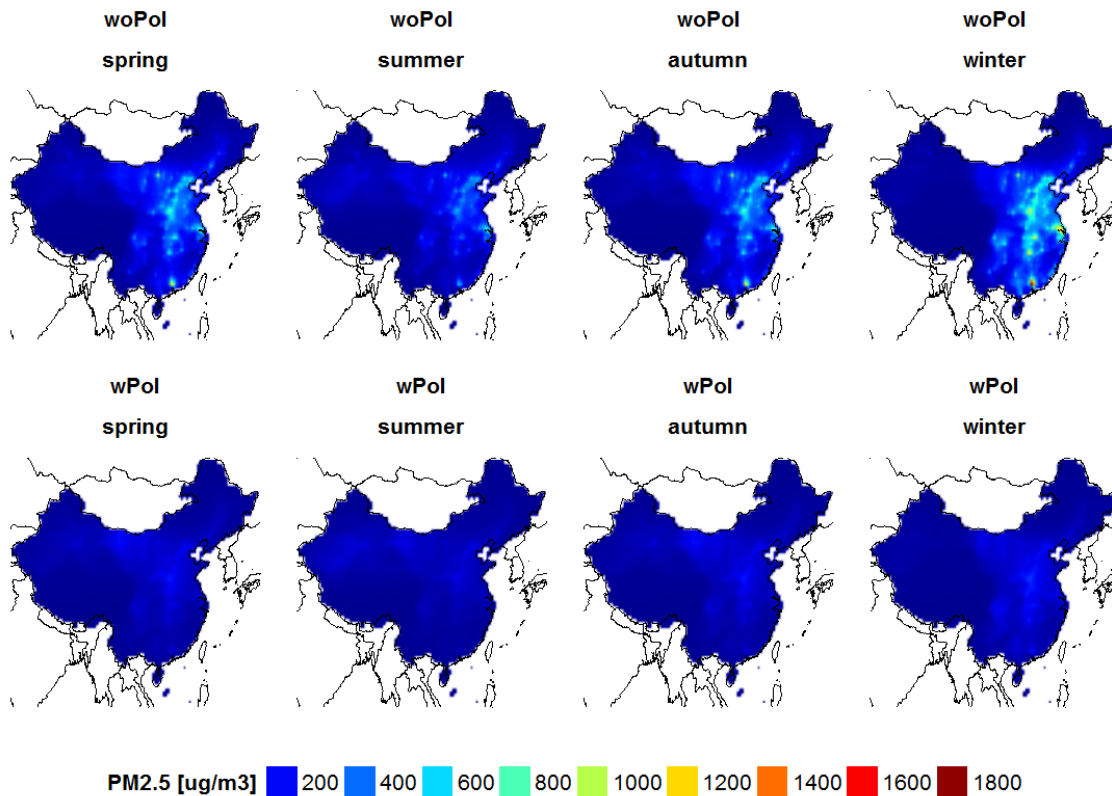 woPol woPol woPol woPol
spring summer autumn winter
wPol wPol wPol wPol
spring summer autumn winter
PM2.5 [ug/m3] 200 400 600 800 1000 1200 1400 1600 1800